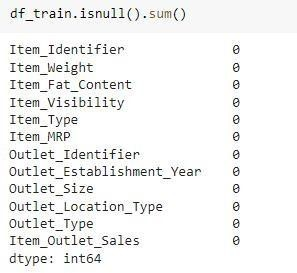 df_train.isnull().sum()
Item_Identifier 0
Item_Weight 0
Item_Fat_Content 0
Item_Visibility 0
Item_Type 0
Item_MRP 0
Outlet_Identifier 0
Outlet_Establishment_Year 0
Outlet_Size 0
Outlet_Location_Type 0
Outlet_Type 0
Item_Outlet_Sales 0
dtype: int64